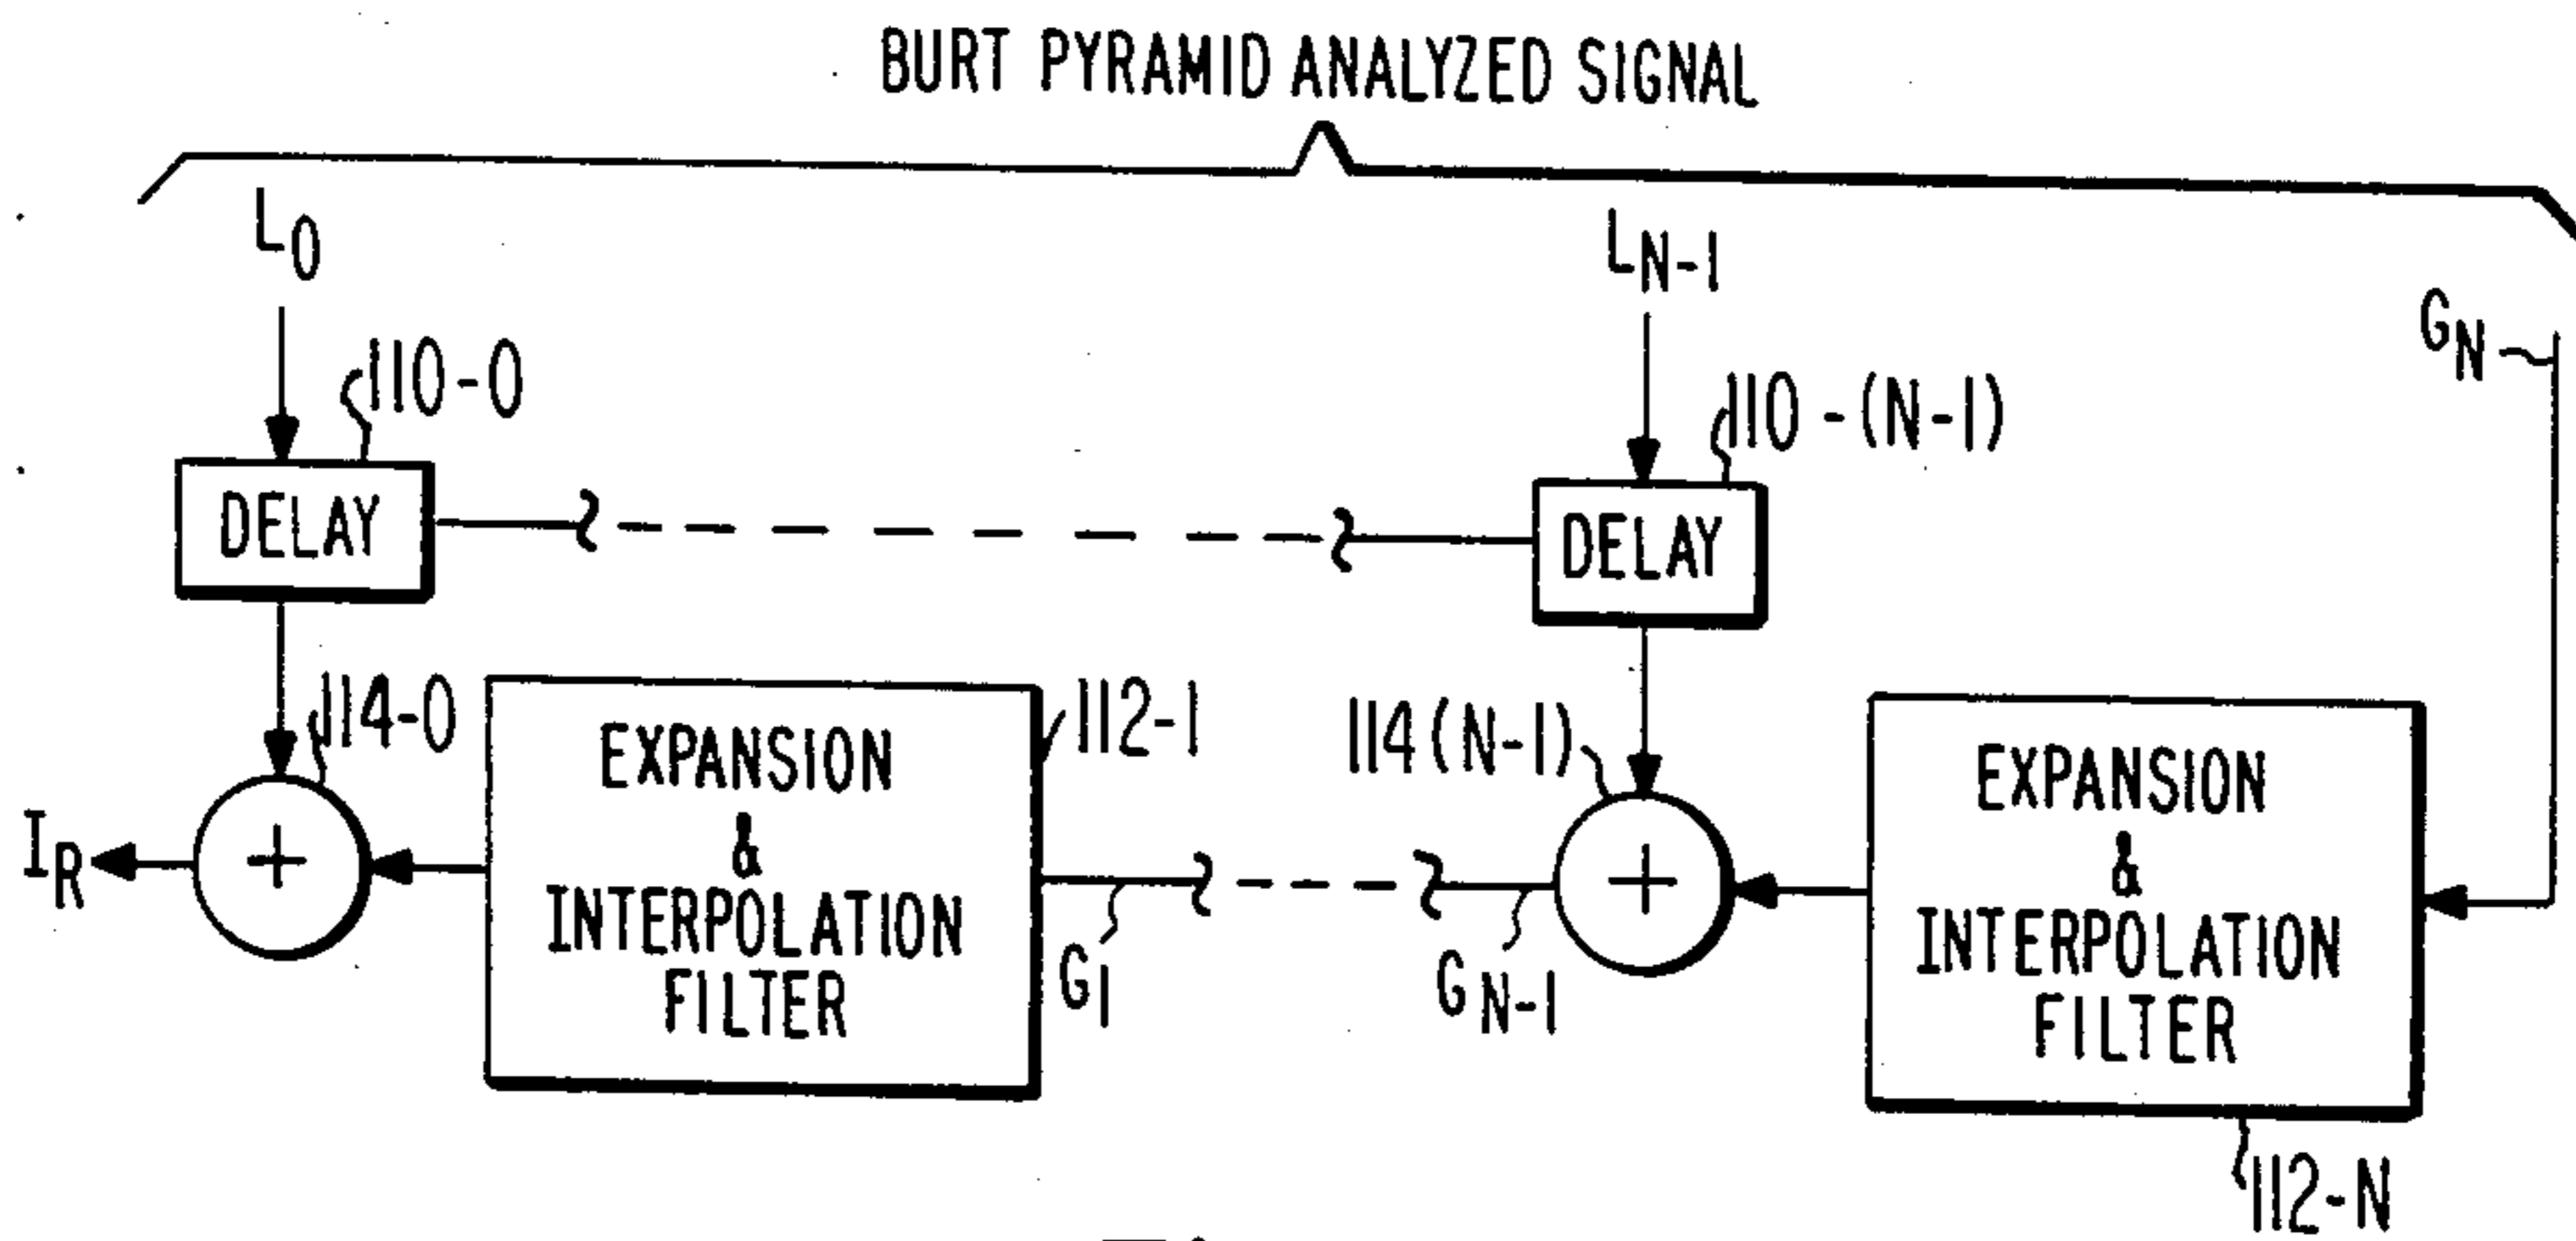 BURT PYRAMID ANALYZED SIGNAL
L0
LN-1
GN
110-0
110-(N-1)
DELAY
DELAY
114-0
112-1
114(N-1)
EXPANSION
&
INTERPOLATION
FILTER
EXPANSION
&
INTERPOLATION
FILTER
+
+
IR
G1
GN-1
112-N